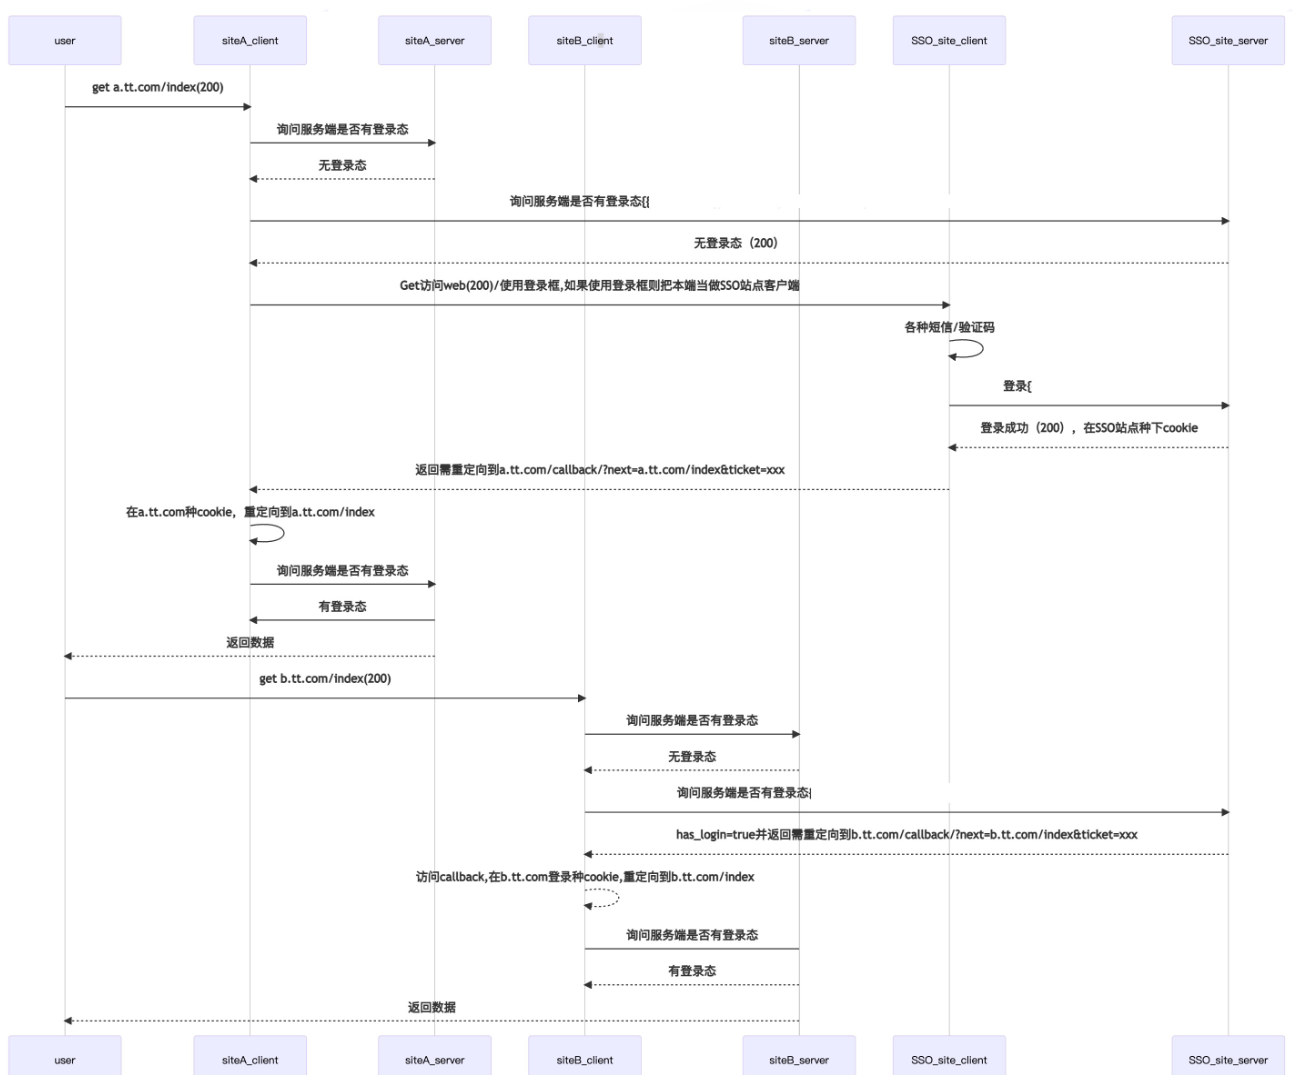 user siteA_client siteA_server siteB_client siteB_server SSO_site_client SSO_site_server
get a.tt.com/index(200)
询问服务端是否有登录态
无登录态
询问服务端是否有登录态{{
无登录态（200）
Get访问web(200)/使用登录框,如果使用登录框则把本端当做SSO站点客户端
各种短信/验证码
登录{
登录成功（200），在SSO站点种下cookie
返回需重定向到a.tt.com/callback/?next=a.tt.com/index&ticket=xxx
在a.tt.com种cookie，重定向到a.tt.com/index
询问服务端是否有登录态
有登录态
返回数据
get b.tt.com/index(200)
询问服务端是否有登录态
无登录态
询问服务端是否有登录态{
has_login=true并返回需重定向到b.tt.com/callback/?next=b.tt.com/index&ticket=xxx
访问callback,在b.tt.com登录种cookie,重定向到b.tt.com/index
询问服务端是否有登录态
有登录态
返回数据
user siteA_client siteA_server siteB_client siteB_server SSO_site_client SSO_site_server